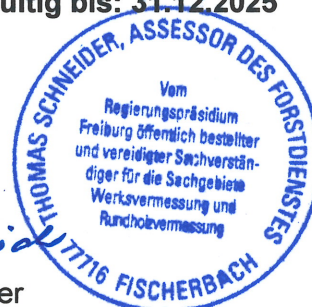 ultig bis: 31.12.2025
THOMAS SCHNEIDER, ASSESSOR DES FORSTDIENSTES
Vom
Regierungspräsidium
Freiburg öffentlich bestellter
und vereidigter Sachverstän-
diger für die Sachgebiete
Werksvermessung und
Rundholzvermessung
77716 FISCHERBACH
er